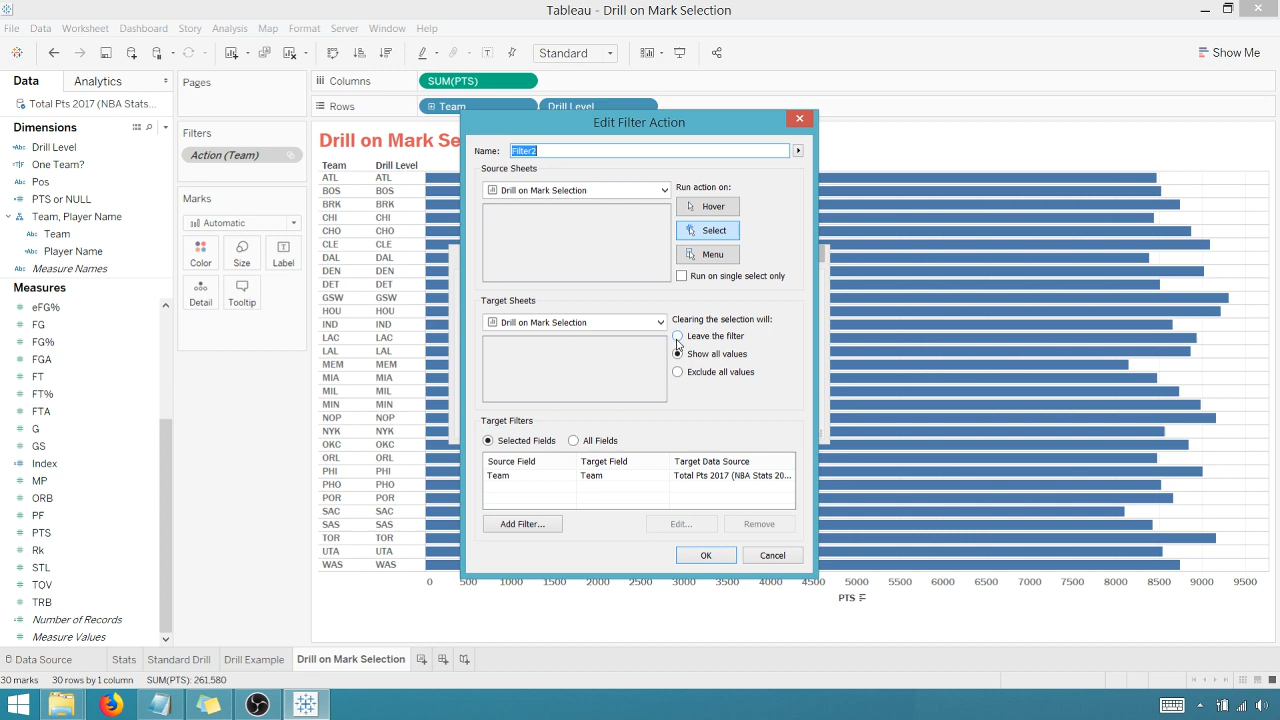 Tableau - Drill on Mark Selection
File Data Worksheet Dashboard Story Analysis Map Format Server Window Help
Standard
Show Me
Data Analytics
Pages
Columns SUM(PTS)
Total Pts 2017 (NBA Stats...
Rows Team Drill Level
Dimensions
Filters
Action (Team)
Drill on Mark Se
Drill Level
One Team?
Pos
PTS or NULL
Team, Player Name
Team
Player Name
Measure Names
Measures
eFG%
FG
FG%
FGA
FT
FT%
FTA
G
GS
Index
MP
ORB
PF
PTS
Rk
STL
TOV
TRB
Number of Records
Measure Values
Marks
Automatic
Color Size Label
Detail Tooltip
Team Drill Level
ATL ATL
BOS BOS
BRK BRK
CHI CHI
CHO CHO
CLE CLE
DAL DAL
DEN DEN
DET DET
GSW GSW
HOU HOU
IND IND
LAC LAC
LAL LAL
MEM MEM
MIA MIA
MIL MIL
MIN MIN
NOP NOP
NYK NYK
OKC OKC
ORL ORL
PHI PHI
PHO PHO
POR POR
SAC SAC
SAS SAS
TOR TOR
UTA UTA
WAS WAS
0 500 1000 1500 2000 2500 3000 3500 4000 4500 5000 5500 6000 6500 7000 7500 8000 8500 9000 9500
PTS
Edit Filter Action
Name: Filter2
Source Sheets
Drill on Mark Selection
Run action on:
Hover
Select
Menu
Run on single select only
Target Sheets
Drill on Mark Selection
Clearing the selection will:
Leave the filter
Show all values
Exclude all values
Target Filters
Selected Fields All Fields
Source Field Target Field Target Data Source
Team Team Total Pts 2017 (NBA Stats 20...
Add Filter... Edit... Remove
OK Cancel
Data Source Stats Standard Drill Drill Example Drill on Mark Selection
30 marks 30 rows by 1 column SUM(PTS): 261,580